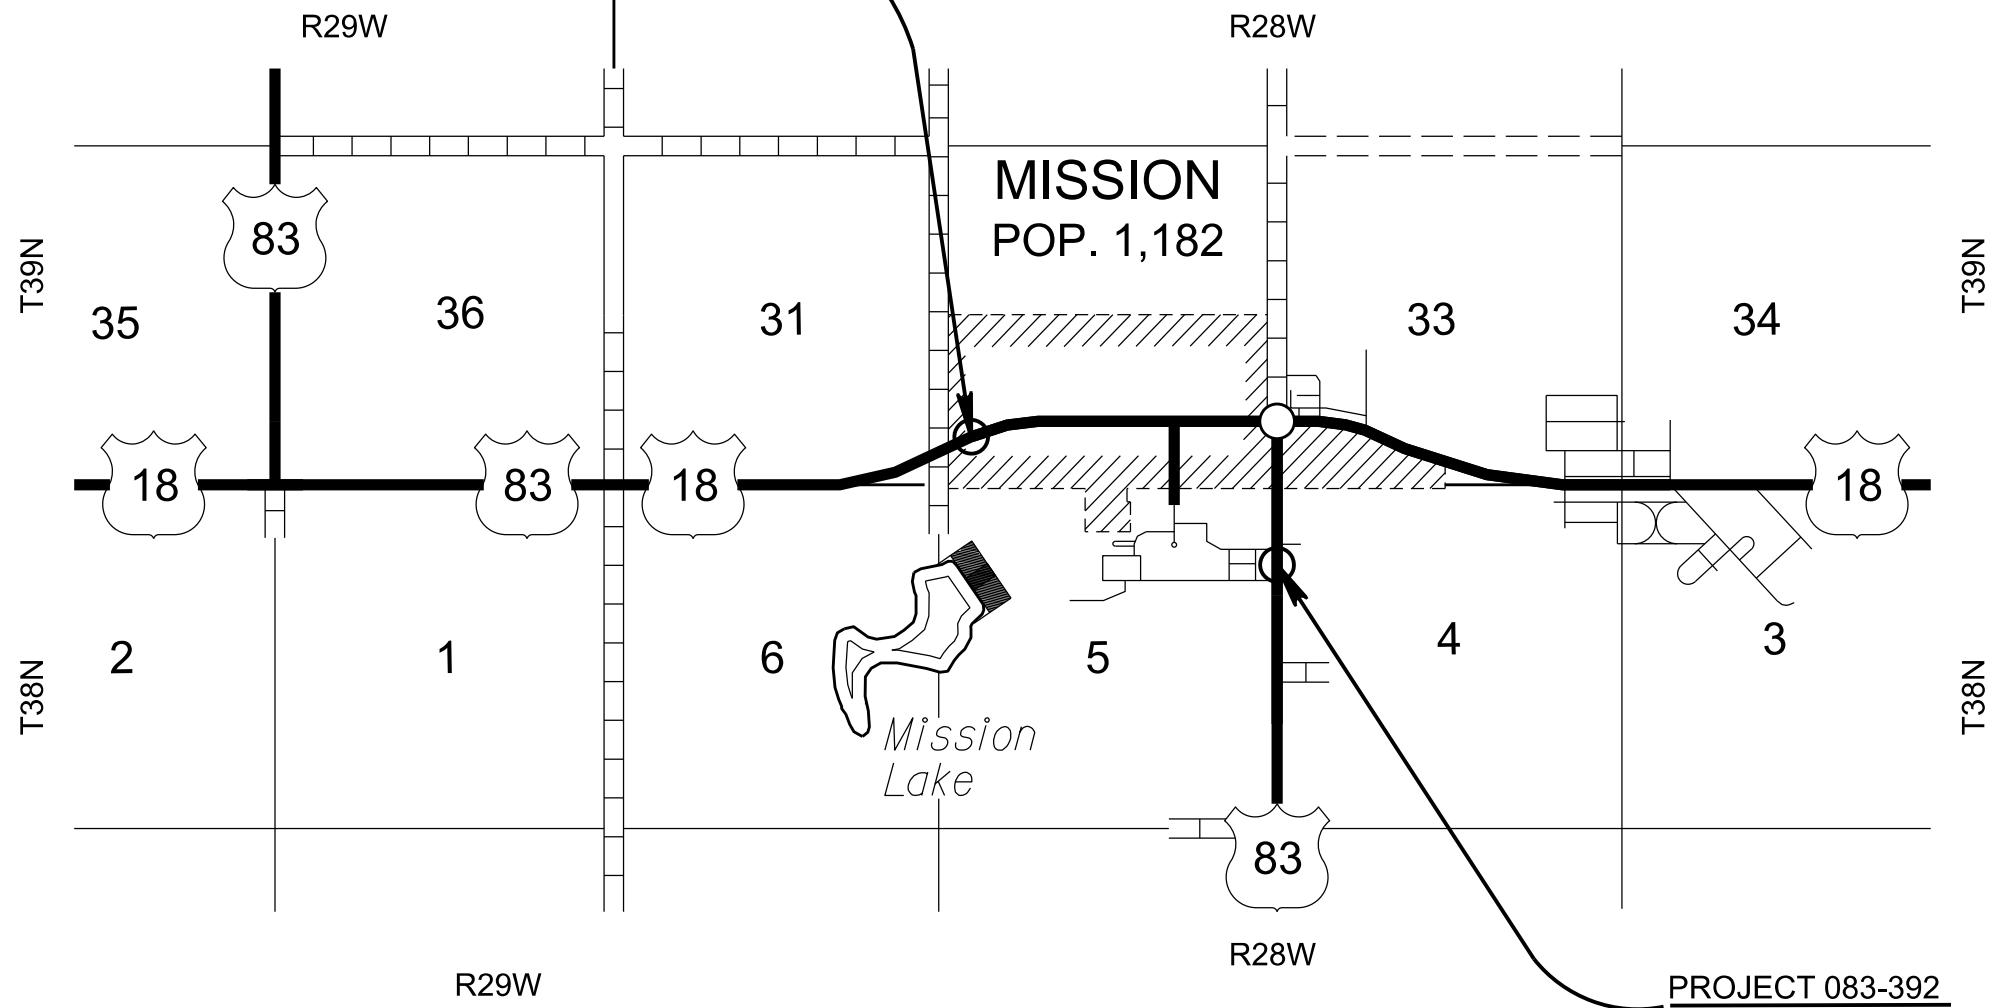 R29W
R28W
MISSION
POP. 1,182
83
T39N
T39N
35
36
31
33
34
18
83
18
18
2
1
6
5
4
3
T38N
T38N
Mission
Lake
83
R28W
R29W
PROJECT 083-392